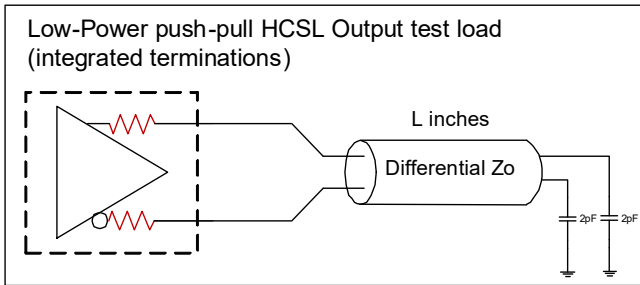 Low-Power push-pull HCSL Output test load
(integrated terminations)
L inches
Differential Zo
2pF 2pF